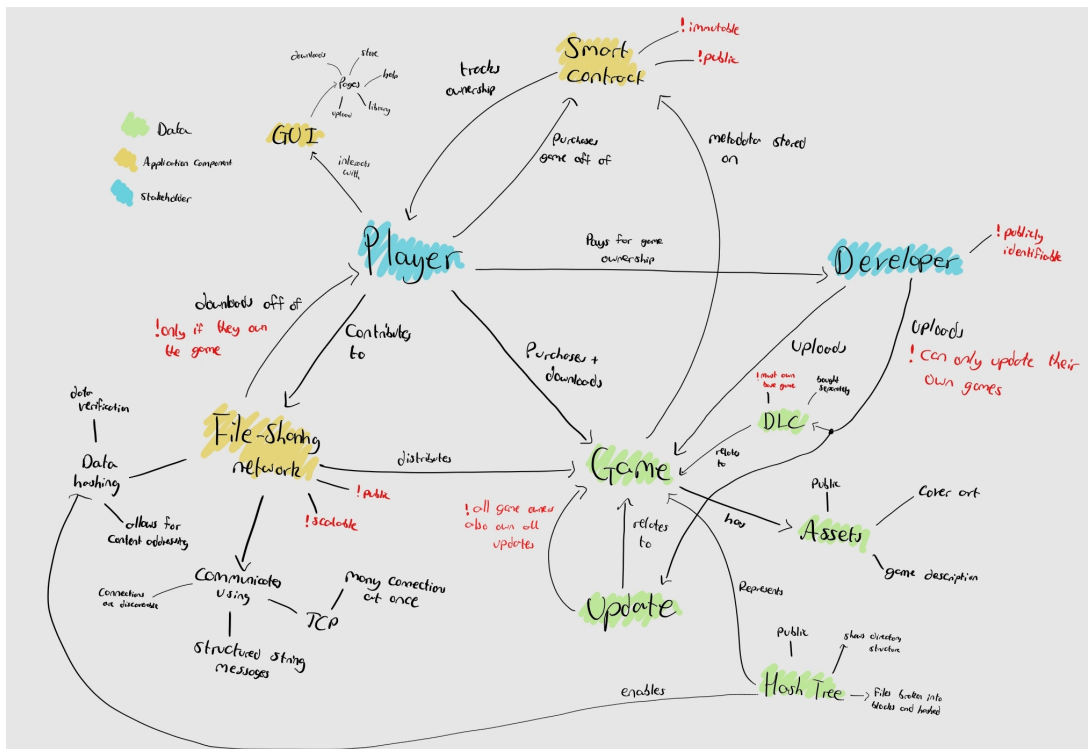 Smart
contract
! immutable
! public
downloads
store
help
Pages
upload
library
GUI
interacts
with
Data
Application Component
Stakeholder
tracks
ownership
purchases
game off of
metadata stored
on
Player
Pays for game
ownership
Developer
! publicly
identifiable
downloads off of
! only if they own
the game
Contributes
to
Purchases +
downloads
uploads
uploads
! Can only update their
own games
! must own
base game
bought
separately
DLC
relates
to
data
verification
Data
hashing
allows for
content addressing
File-sharing
network
distributes
! public
! scalable
Game
! all game owners
also own all
updates
relates
to
has
Public
Assets
Cover art
game description
Communicates
using
Connections
are discoverable
TCP
many connections
at once
structured string
messages
Update
Represents
Public
shows directory
structure
Hash Tree
Files broken into
blocks and hashed
enables